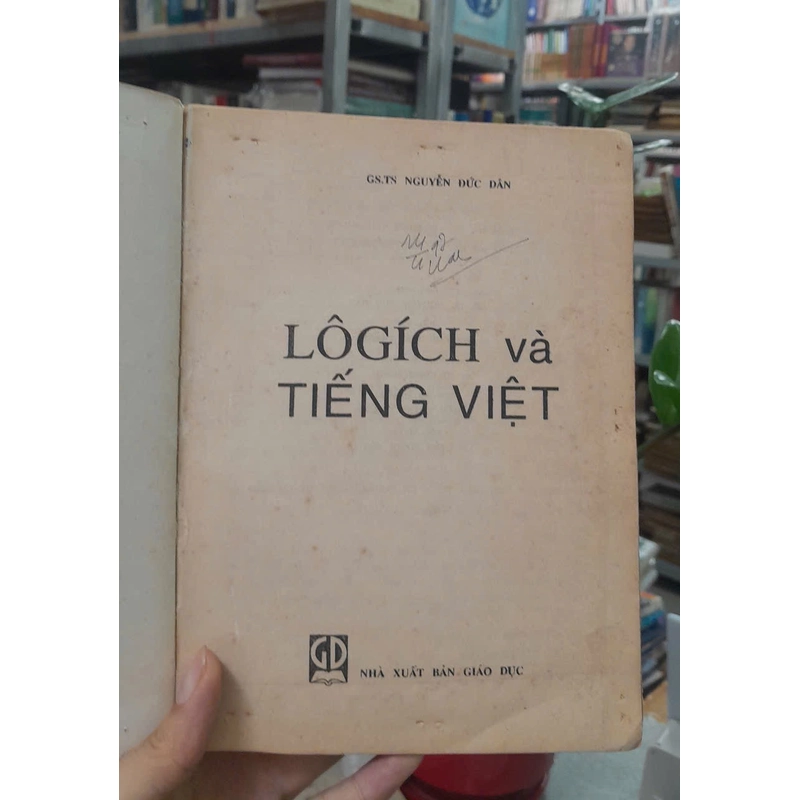 GS.TS NGUYỄN ĐỨC DÂN
LÔGÍCH và
TIẾNG VIỆT
GD
NHÀ XUẤT BẢN GIÁO DỤC